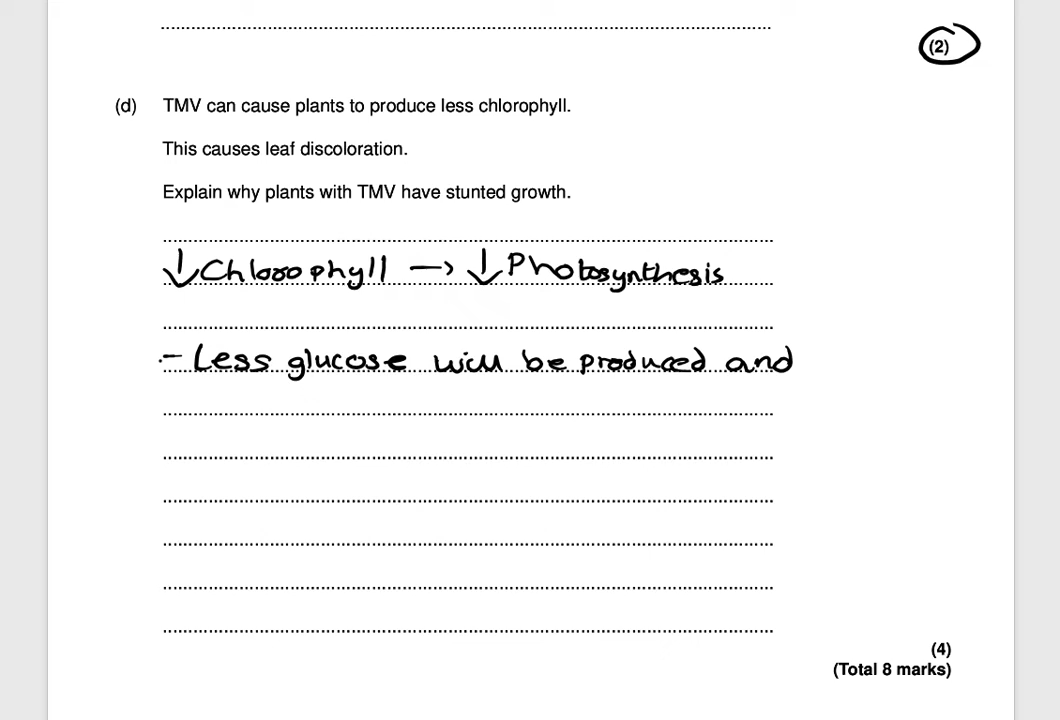 (2)
(d) TMV can cause plants to produce less chlorophyll.
This causes leaf discoloration.
Explain why plants with TMV have stunted growth.
↓ Chlorophyll → ↓ Photosynthesis
- Less glucose will be produced and
(4)
(Total 8 marks)